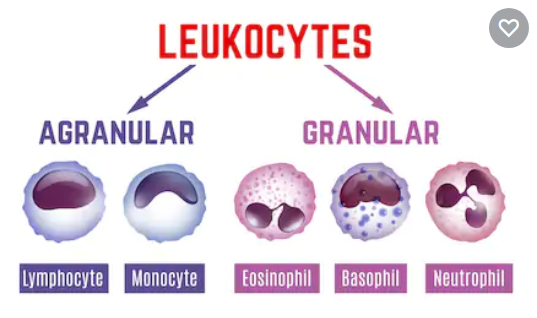 LEUKOCYTES
AGRANULAR GRANULAR
Lymphocyte Monocyte Eosinophil Basophil Neutrophil